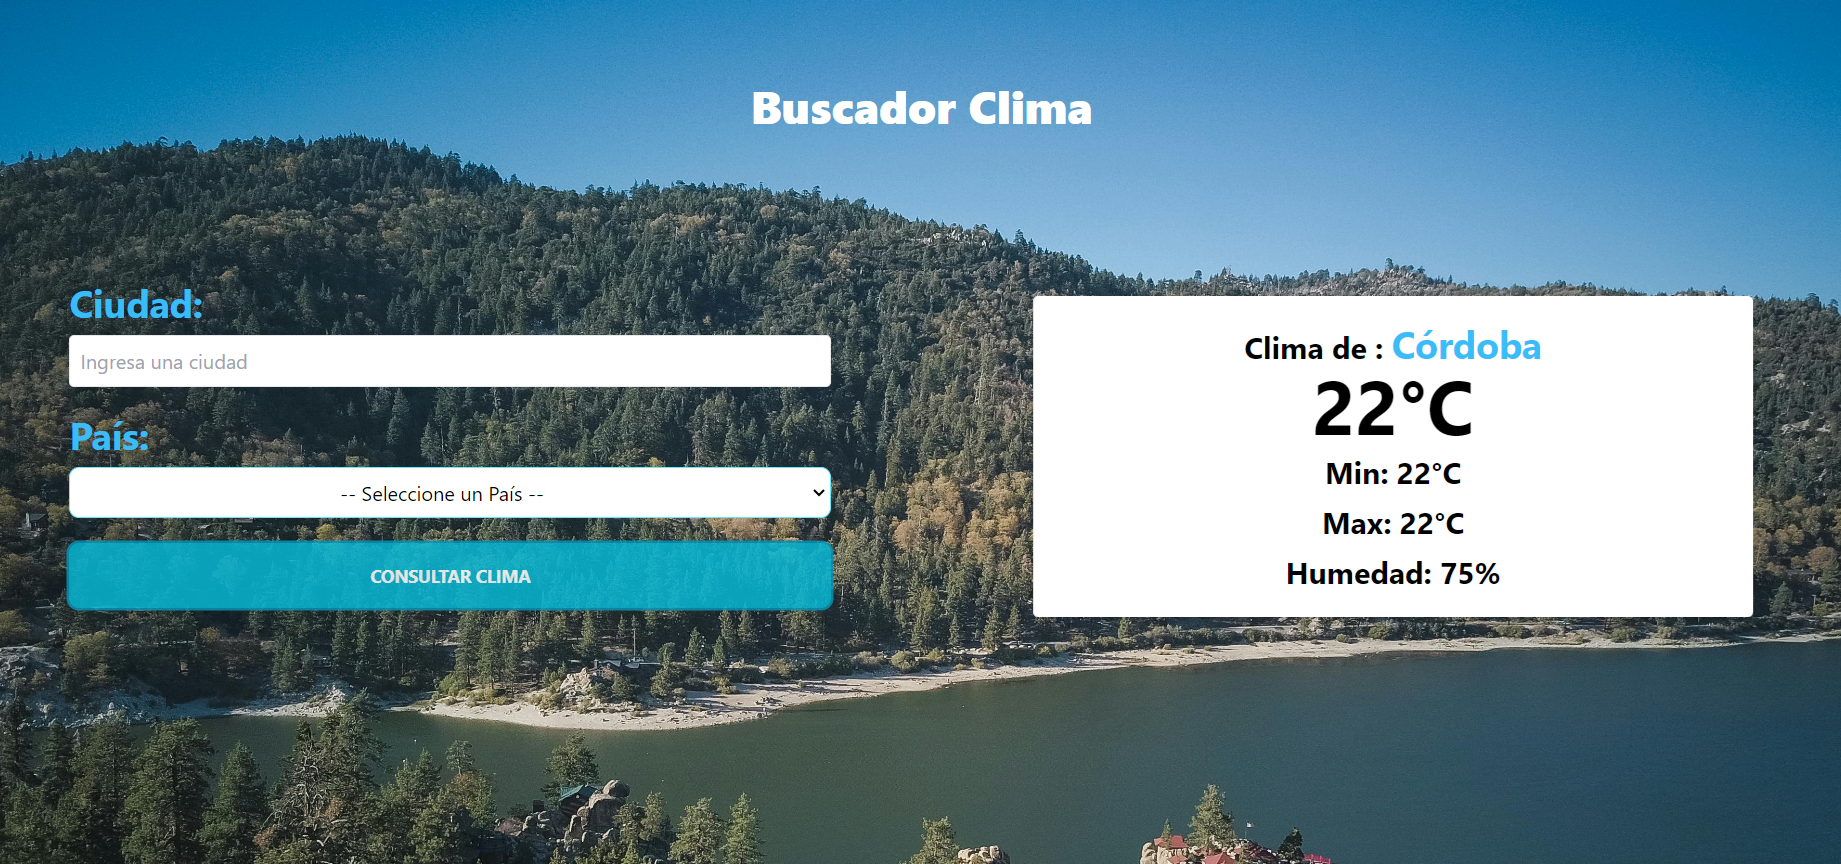 Buscador Clima
Ciudad:
Ingresa una ciudad
País:
-- Seleccione un País --
CONSULTAR CLIMA
Clima de : Córdoba
22°C
Min: 22°C
Max: 22°C
Humedad: 75%